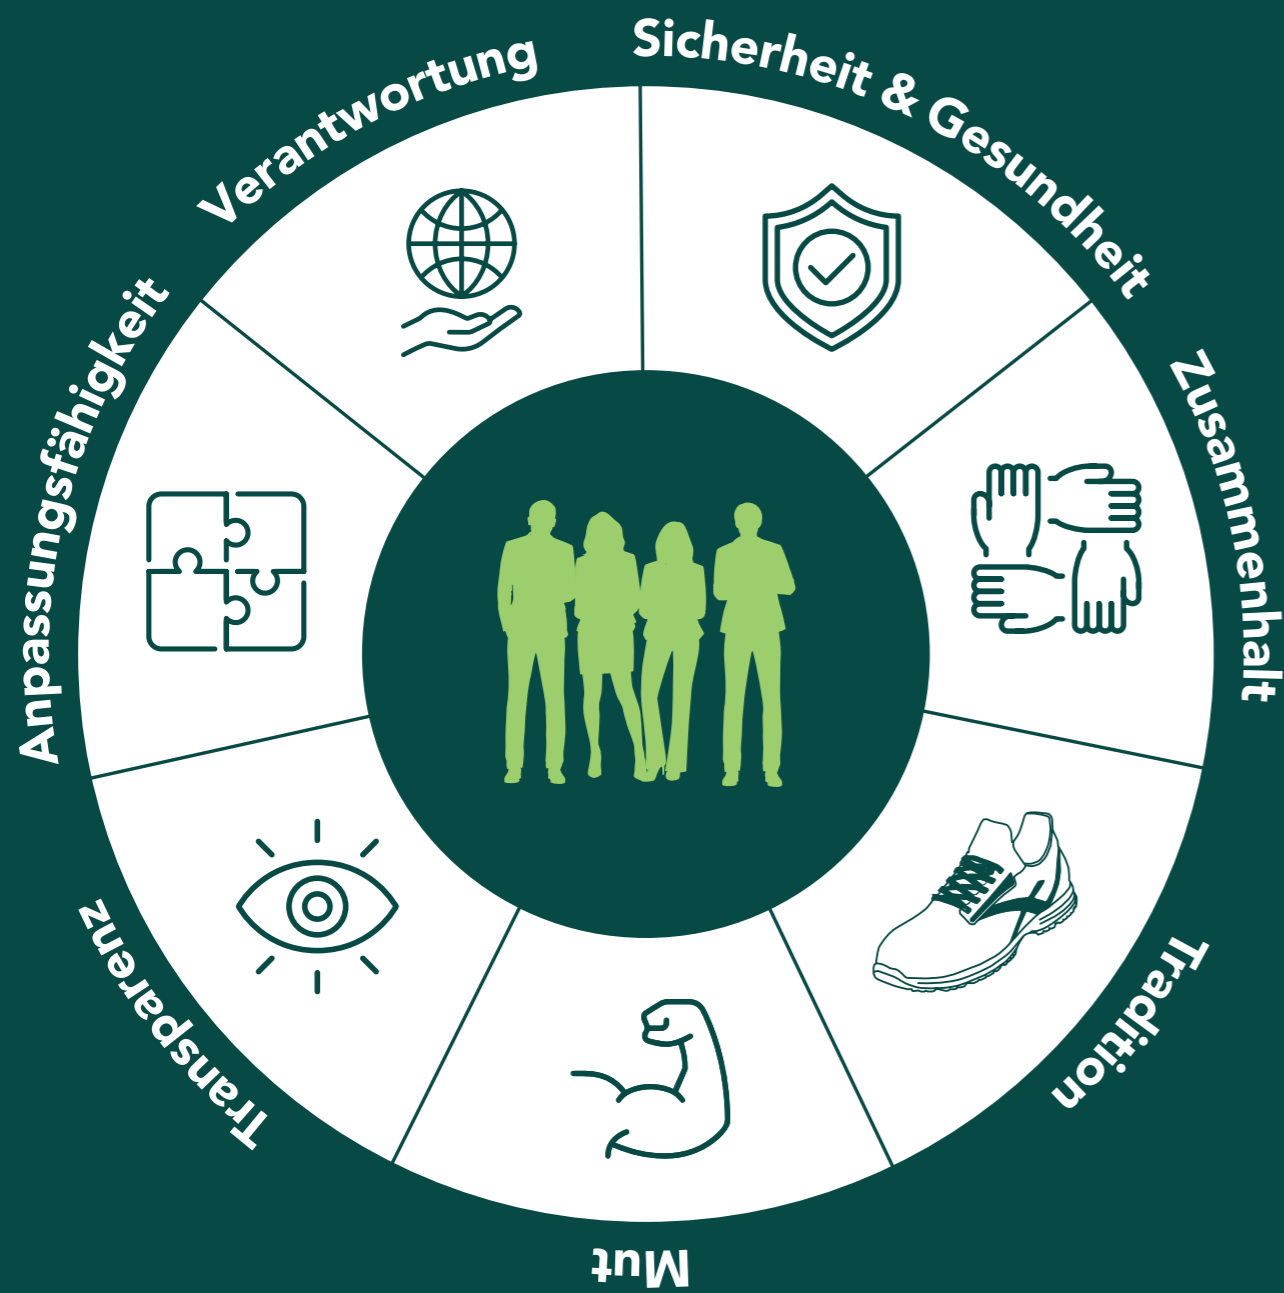 Sicherheit & Gesundheit
Zusammenhalt
Tradition
Mut
Transparenz
Anpassungsfähigkeit
Verantwortung